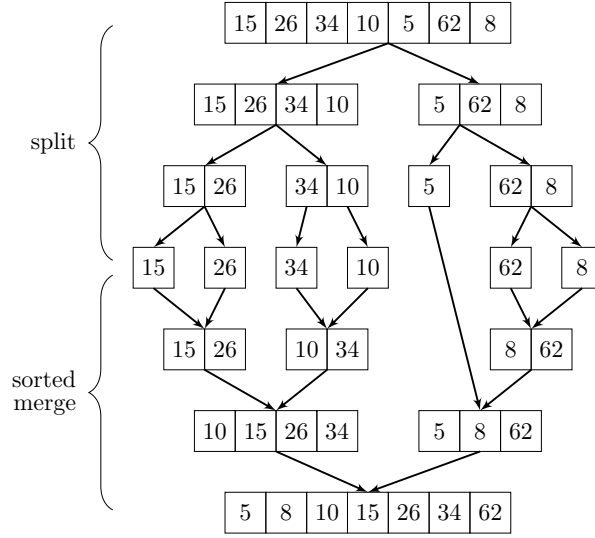 15 26 34 10 5 62 8
15 26 34 10 5 62 8
split
15 26 34 10 5 62 8
15 26 34 10 62 8
15 26 10 34 8 62
sorted
merge
10 15 26 34 5 8 62
5 8 10 15 26 34 62